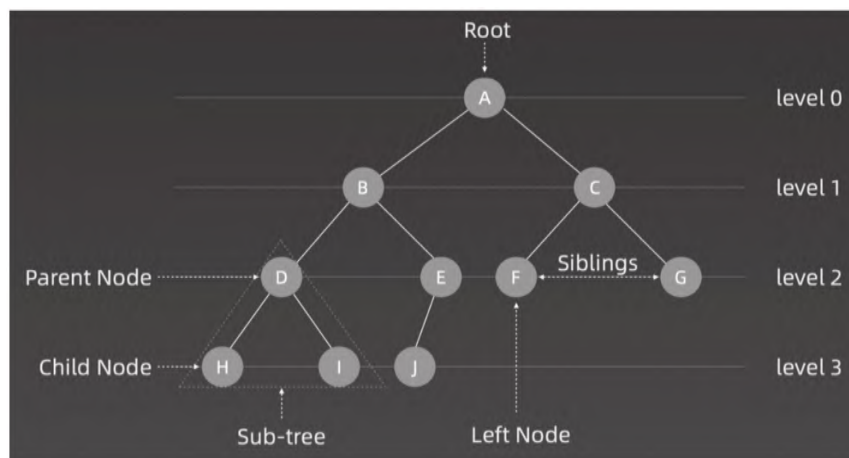 Root
A
level 0
B
C
level 1
Parent Node
D
E
F
Siblings
G
level 2
Child Node
H
I
J
level 3
Sub-tree
Left Node